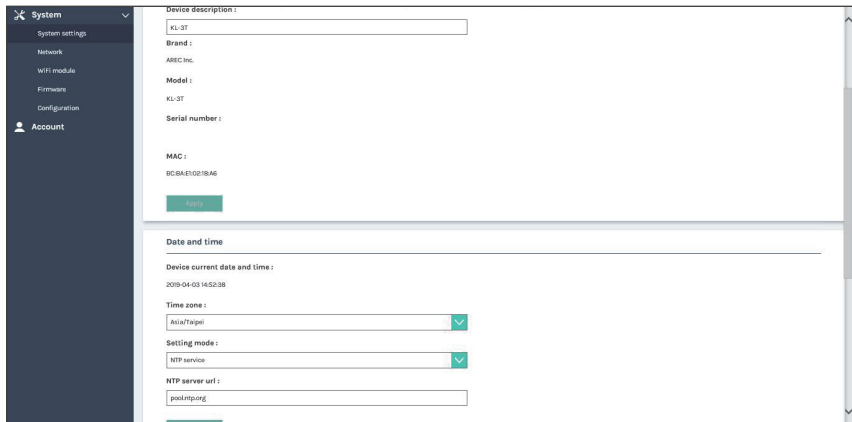 System
System settings
Network
WiFi module
Firmware
Configuration
Account
Device description :
KL-3T
Brand :
AREC Inc.
Model :
KL-3T
Serial number :
MAC :
BC:8A:E1:02:18:A6
Apply
Date and time
Device current date and time :
2019-04-03 14:52:38
Time zone :
Asia/Taipei
Setting mode :
NTP service
NTP server url :
pool.ntp.org